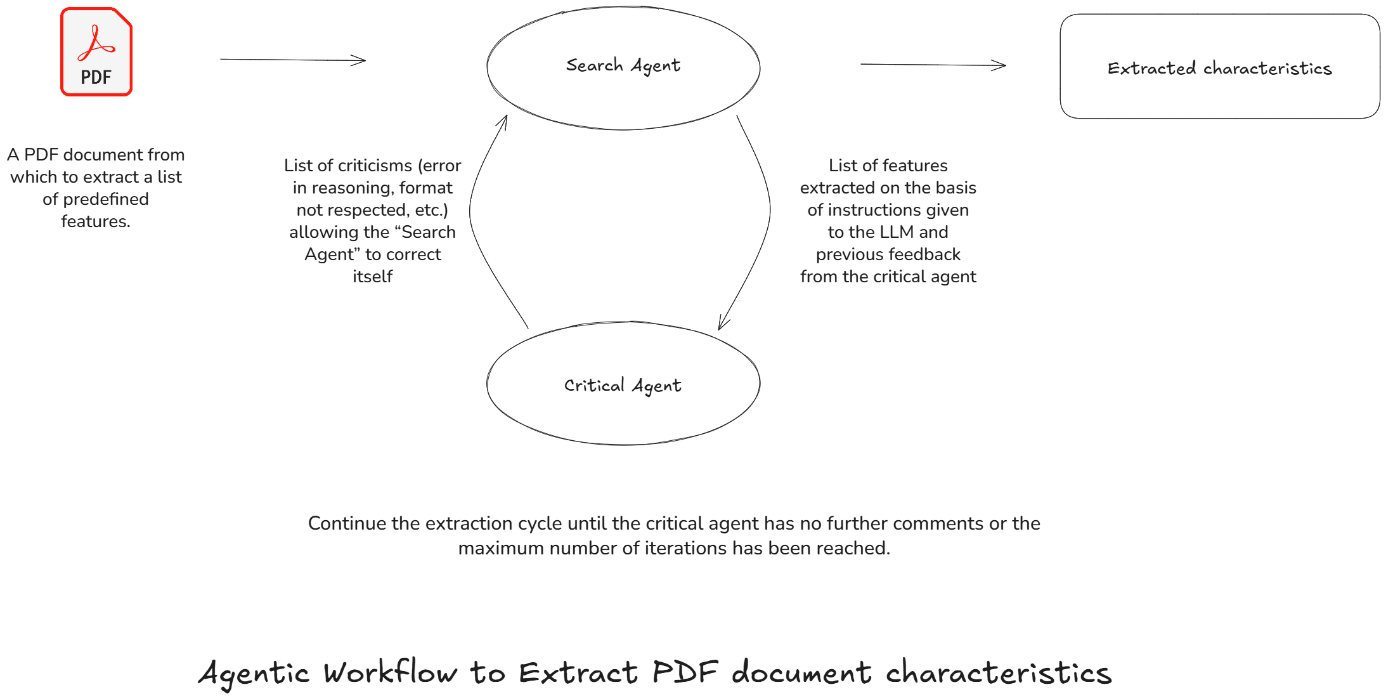 PDF
Search Agent
Extracted characteristics
A PDF document from
which to extract a list
of predefined
features.
List of criticisms (error
in reasoning, format
not respected, etc.)
allowing the “Search
Agent” to correct
itself
List of features
extracted on the basis
of instructions given
to the LLM and
previous feedback
from the critical agent
Critical Agent
Continue the extraction cycle until the critical agent has no further comments or the
maximum number of iterations has been reached.
Agentic Workflow to Extract PDF document characteristics